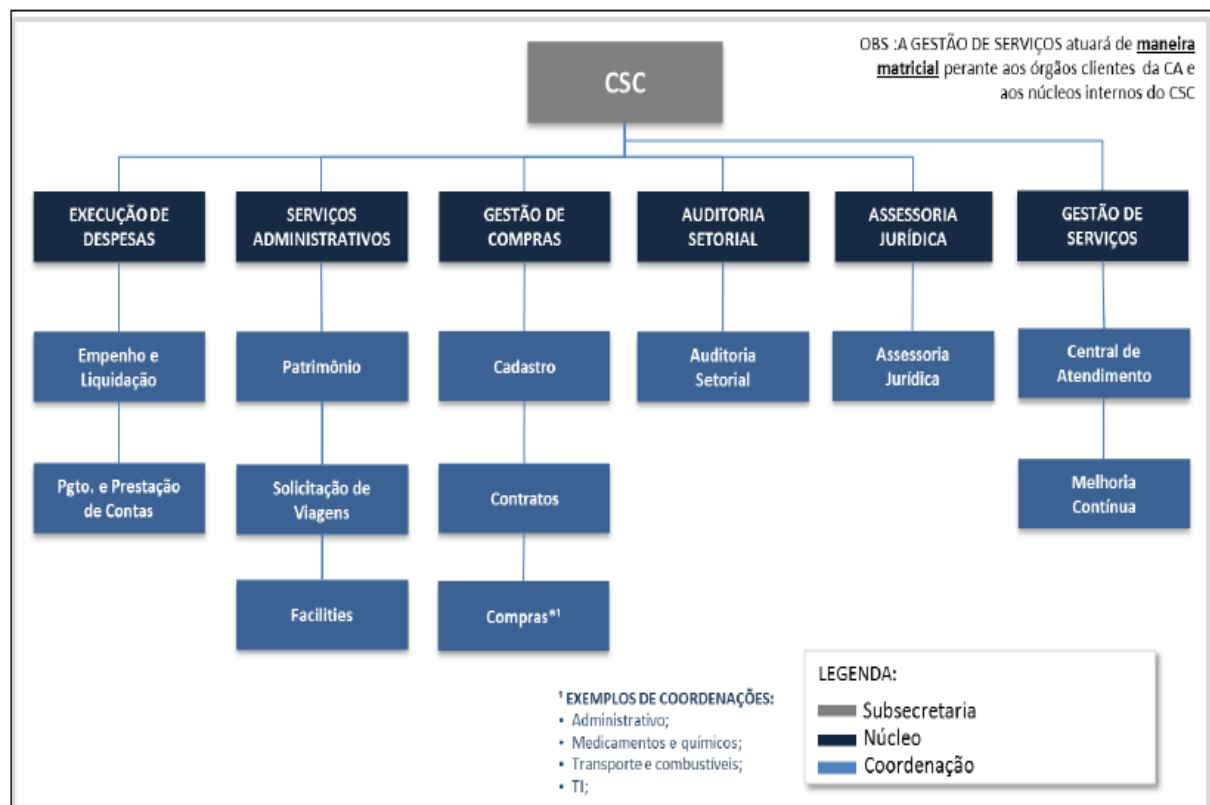 CSC
OBS :A GESTÃO DE SERVIÇOS atuará de maneira
matricial perante aos órgãos clientes da CA e
aos núcleos internos do CSC
EXECUÇÃO DE
DESPESAS
SERVIÇOS
ADMINISTRATIVOS
GESTÃO DE
COMPRAS
AUDITORIA
SETORIAL
ASSESSORIA
JURÍDICA
GESTÃO DE
SERVIÇOS
Empenho e
Liquidação
Patrimônio
Cadastro
Auditoria
Setorial
Assessoria
Jurídica
Central de
Atendimento
Pgto. e Prestação
de Contas
Solicitação de
Viagens
Contratos
Melhoria
Contínua
Facilities
Compras*¹
¹ EXEMPLOS DE COORDENAÇÕES:
• Administrativo;
• Medicamentos e químicos;
• Transporte e combustíveis;
• TI;
LEGENDA:
Subsecretaria
Núcleo
Coordenação